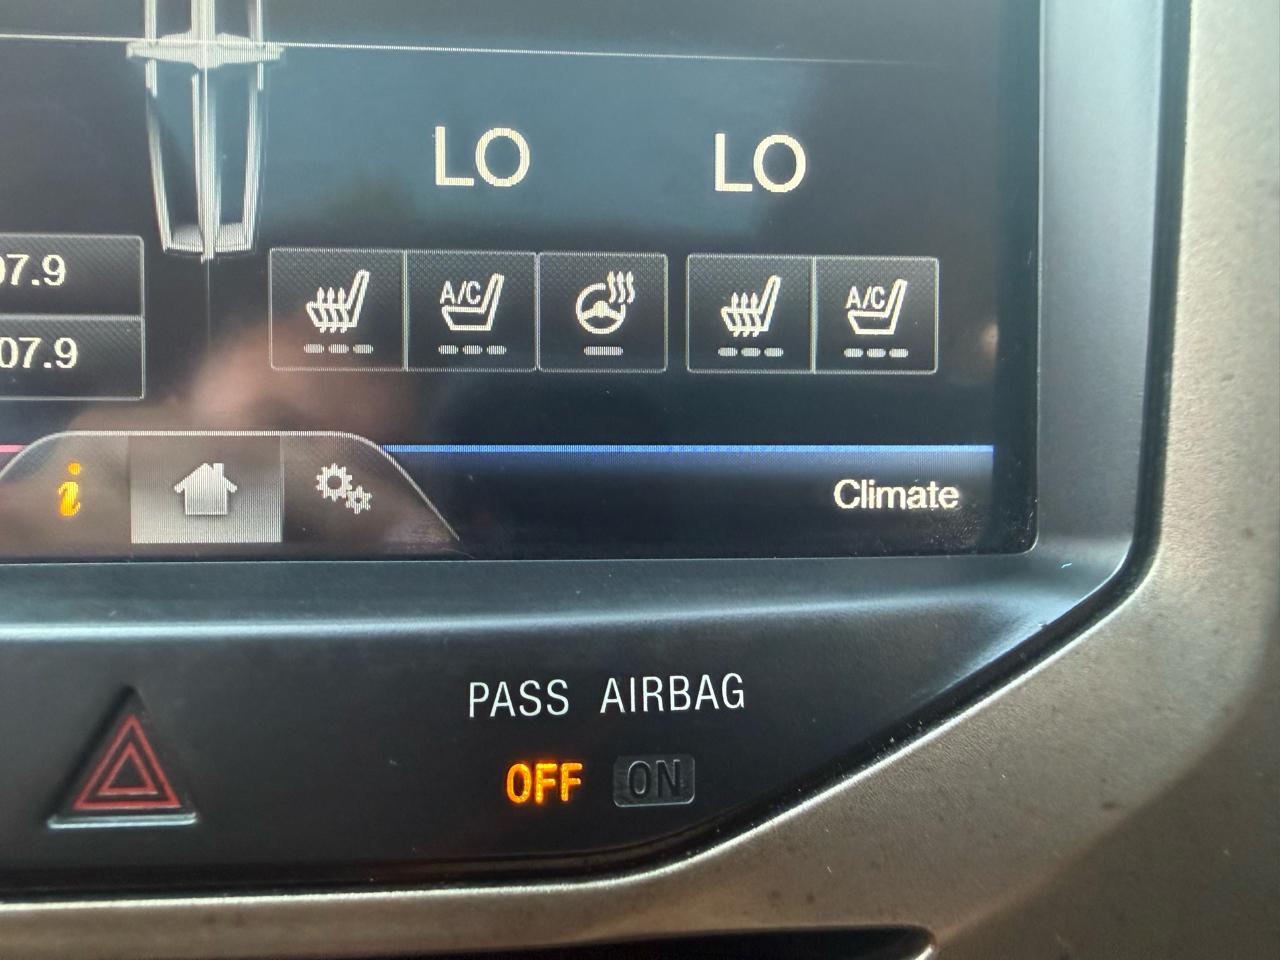 LO LO
07.9
A/C A/C
07.9
i
Climate
PASS AIRBAG
OFF ON